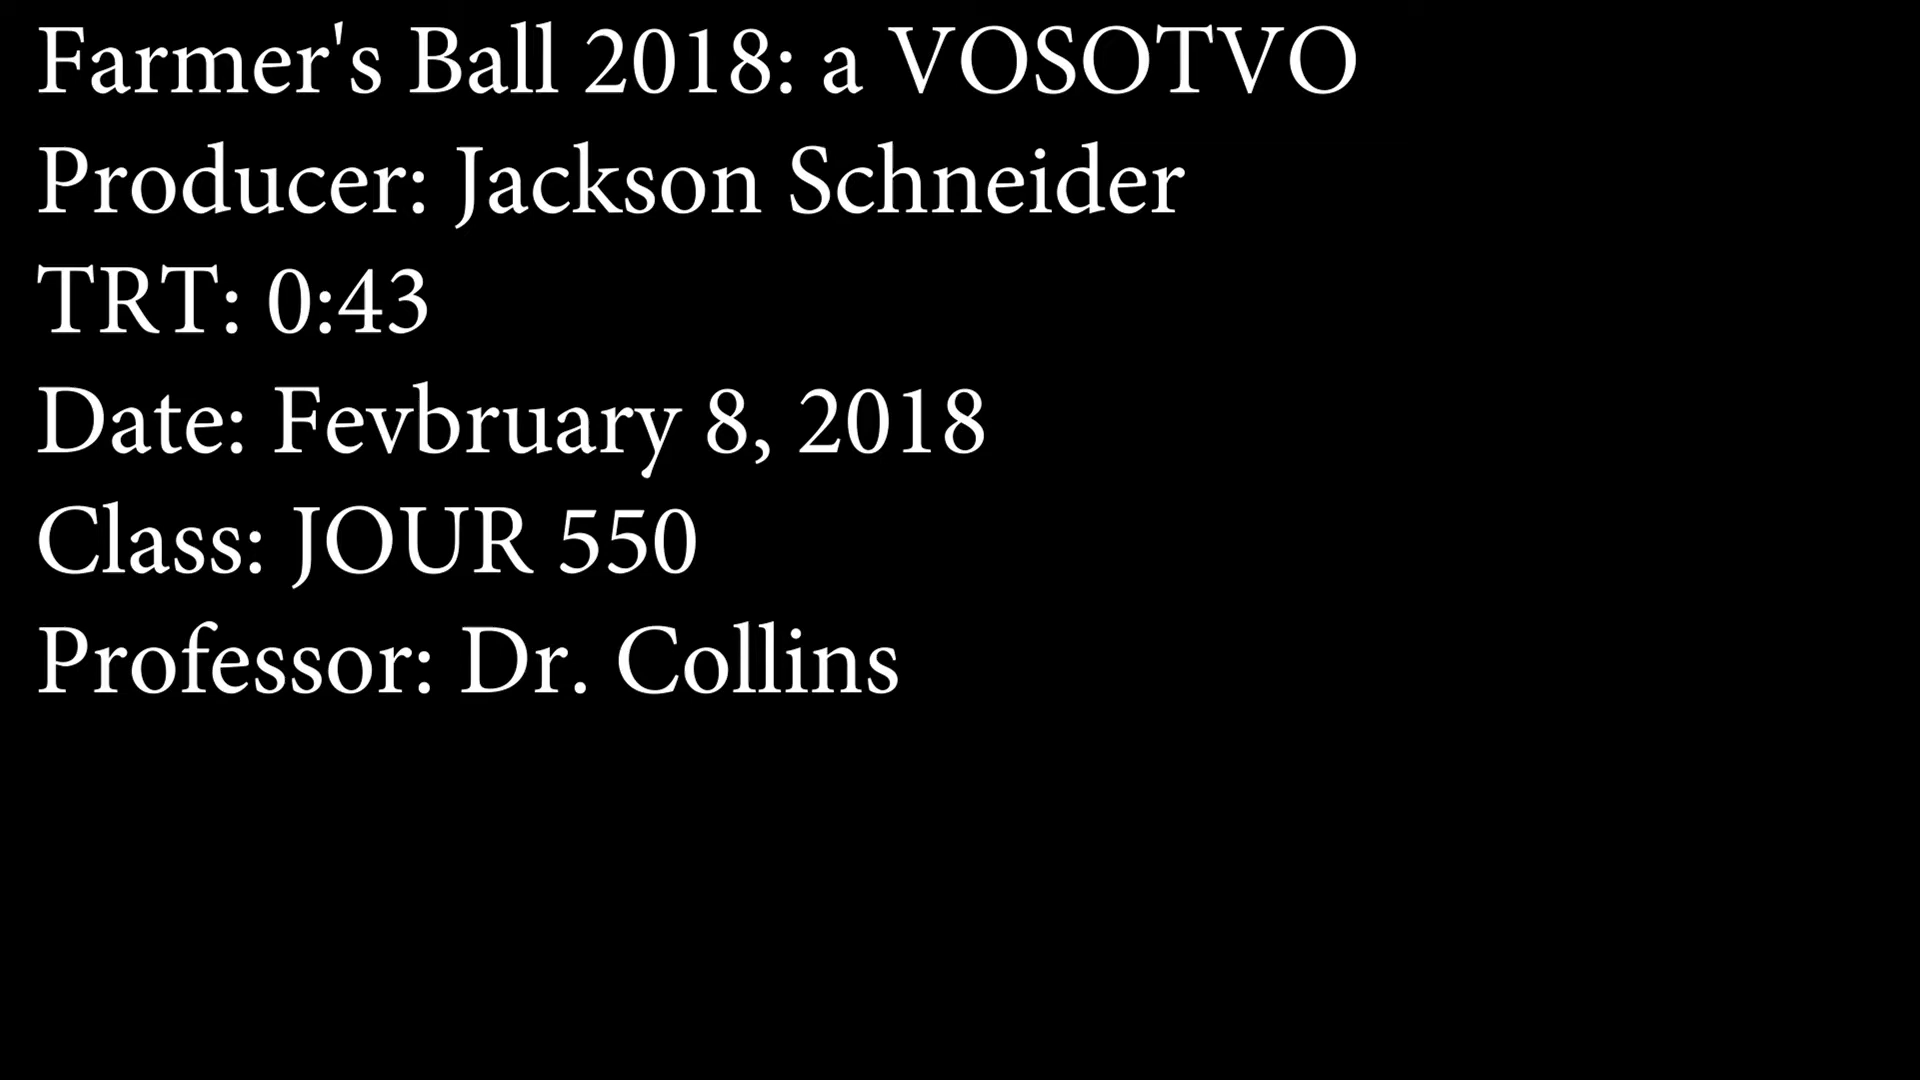 Farmer's Ball 2018: a VOSOTVO
Producer: Jackson Schneider
TRT: 0:43
Date: Fevbruary 8, 2018
Class: JOUR 550
Professor: Dr. Collins